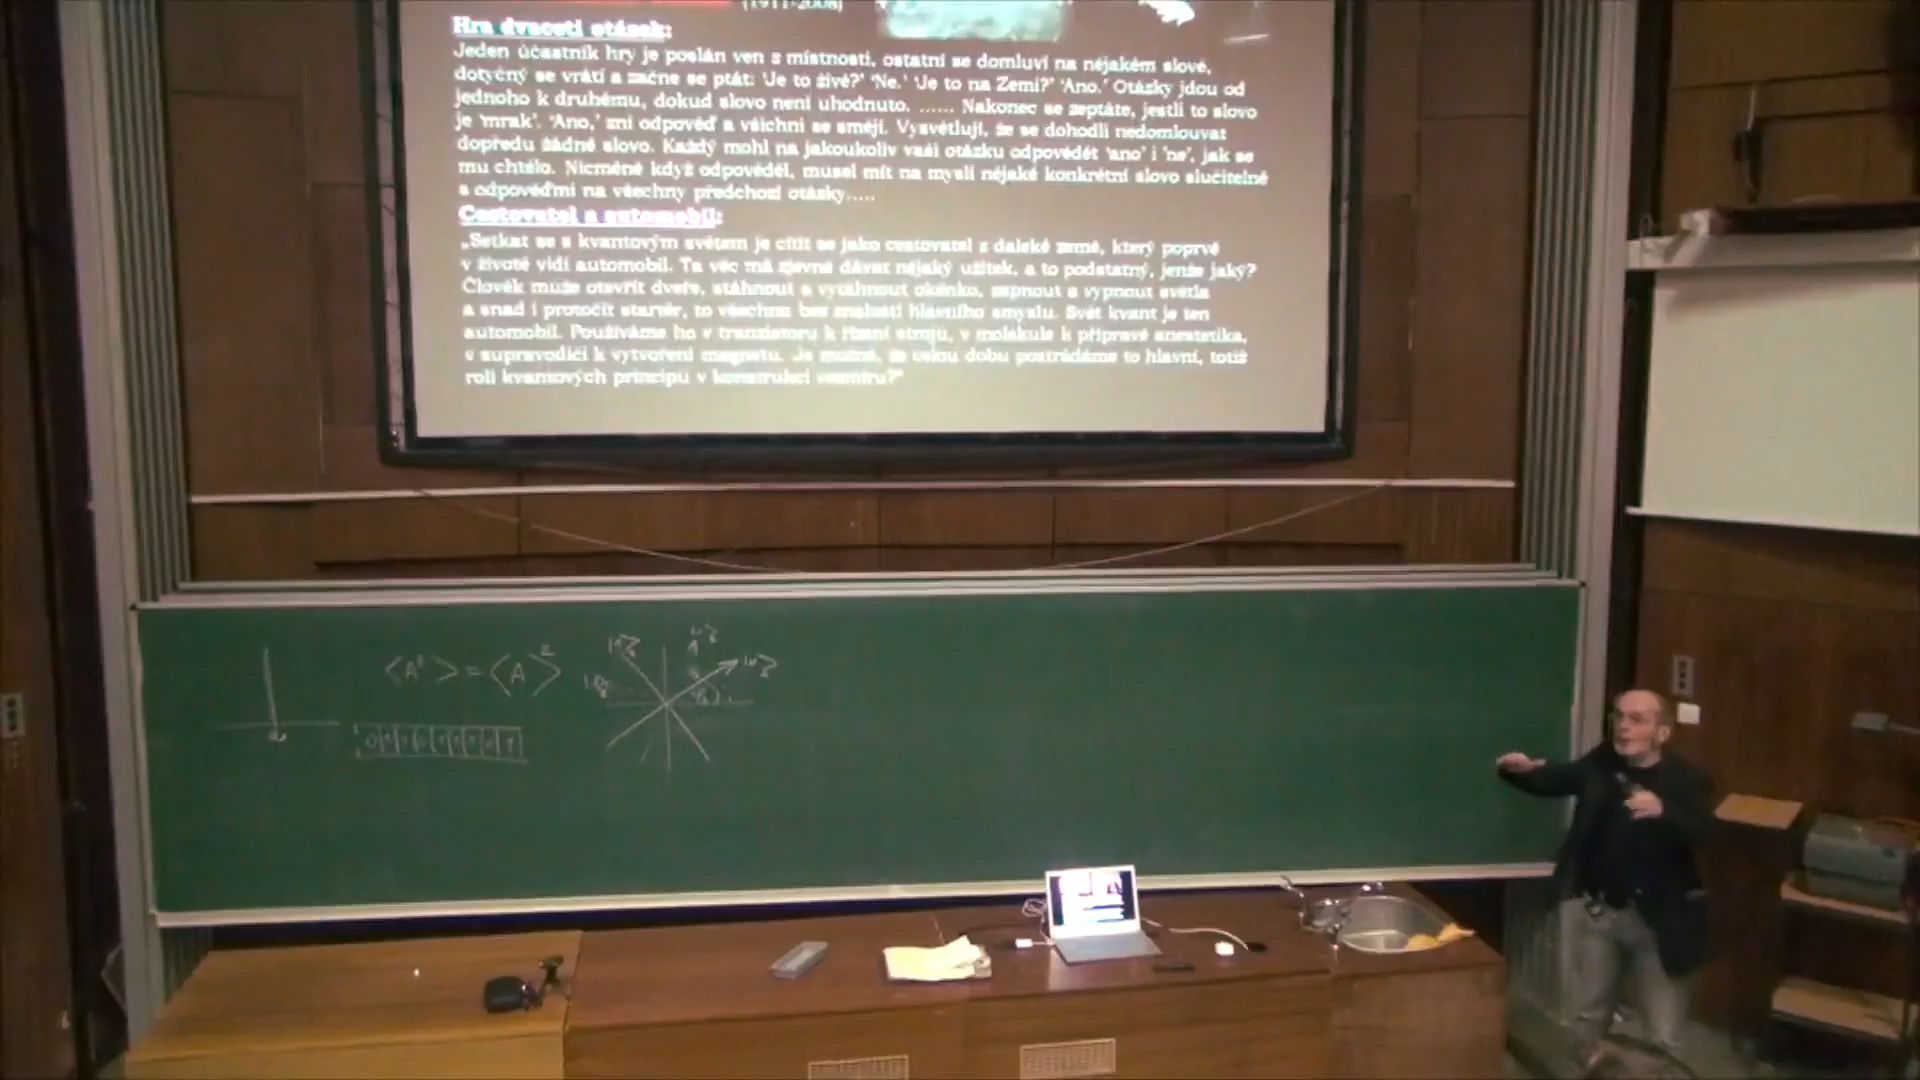 (1911-2008)
Hra dvaceti otázek:
Jeden účastník hry je poslán ven z místnosti, ostatní se domluví na nějakém slově,
dotyčný se vrátí a začne se ptát: 'Je to živé?' 'Ne.' 'Je to na Zemi?' 'Ano.' Otázky jdou od
jednoho k druhému, dokud slovo není uhodnuto. ...... Nakonec se zeptáte, jestli to slovo
je 'mrak'. 'Ano,' zní odpověď a všichni se smějí. Vysvětlují, že se dohodli nedomlouvat
dopředu žádné slovo. Každý mohl na jakoukoliv vaši otázku odpovědět 'ano' i 'ne', jak se
mu chtělo. Nicméně když odpověděl, musel mít na mysli nějaké konkrétní slovo slučitelné
s odpověďmi na všechny předchozí otázky.....
Cestovatel a automobil:
„Setkat se s kvantovým světem je cítit se jako cestovatel z daleké země, který poprvé
v životě vidí automobil. Ta věc má zjevně dávat nějaký užitek, a to podstatný, jenže jaký?
Člověk může otevřít dveře, stáhnout a vytáhnout okénko, zapnout a vypnout světla
a snad i protočit startér, to všechno bez znalosti hlavního smyslu. Svět kvant je ten
automobil. Používáme ho v tranzistoru k řízení strojů, v molekule k přípravě anestetika,
v supravodiči k vytvoření magnetu. Je možné, že celou dobu postrádáme to hlavní, totiž
roli kvantových principů v konstrukci vesmíru?"
⟨A²⟩=⟨A⟩²